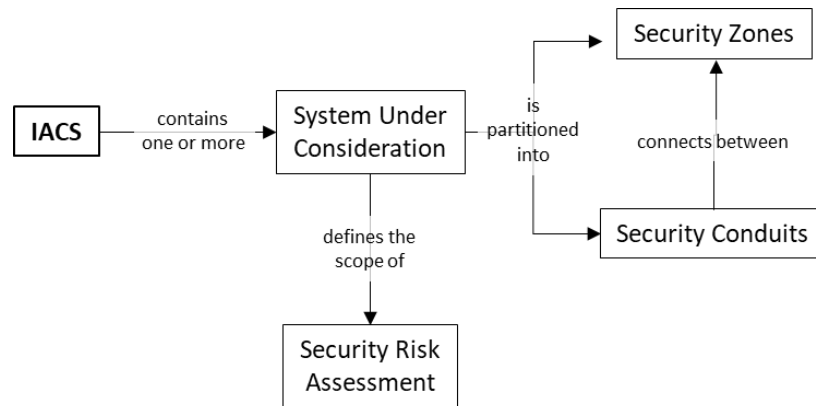 Security Zones
IACS
contains
one or more
System Under
Consideration
is
partitioned
into
connects between
Security Conduits
defines the
scope of
Security Risk
Assessment